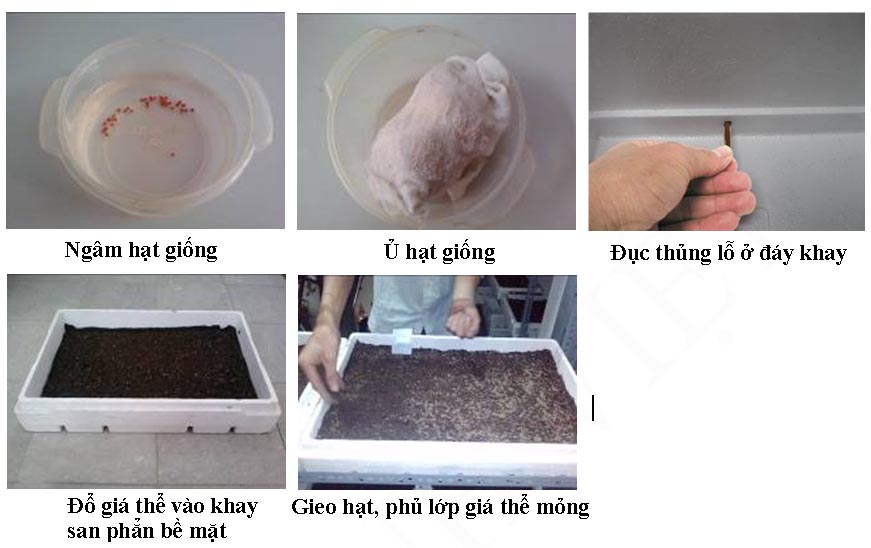 Ngâm hạt giống
Ủ hạt giống
Đục thủng lỗ ở đáy khay
Đổ giá thể vào khay
san phẳn bề mặt
Gieo hạt, phủ lớp giá thể mỏng